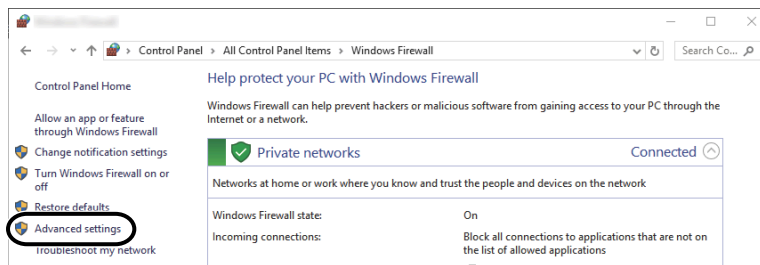 Control Panel > All Control Panel Items > Windows Firewall
Search Co...
Control Panel Home
Allow an app or feature
through Windows Firewall
Change notification settings
Turn Windows Firewall on or
off
Restore defaults
Advanced settings
Troubleshoot my network
Help protect your PC with Windows Firewall
Windows Firewall can help prevent hackers or malicious software from gaining access to your PC through the
Internet or a network.
Private networks
Connected
Networks at home or work where you know and trust the people and devices on the network
Windows Firewall state:
On
Incoming connections:
Block all connections to applications that are not on
the list of allowed applications